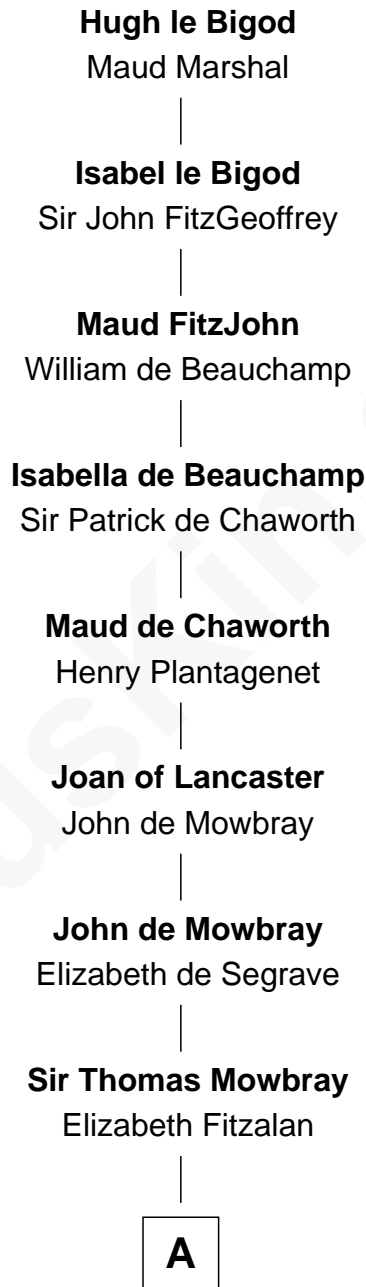 Hugh le Bigod
Maud Marshal
Isabel le Bigod
Sir John FitzGeoffrey
Maud FitzJohn
William de Beauchamp
Isabella de Beauchamp
Sir Patrick de Chaworth
Maud de Chaworth
Henry Plantagenet
Joan of Lancaster
John de Mowbray
John de Mowbray
Elizabeth de Segrave
Sir Thomas Mowbray
Elizabeth Fitzalan
A